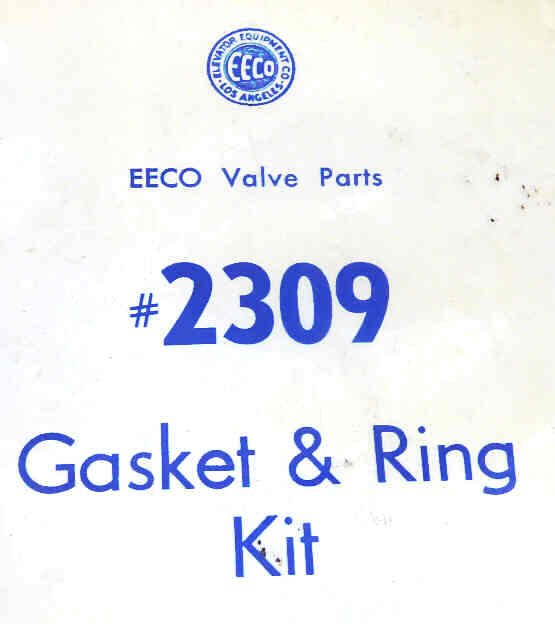 ELEVATOR EQUIPMENT CO.
EECO
LOS ANGELES
EECO Valve Parts
#2309
Gasket & Ring
Kit